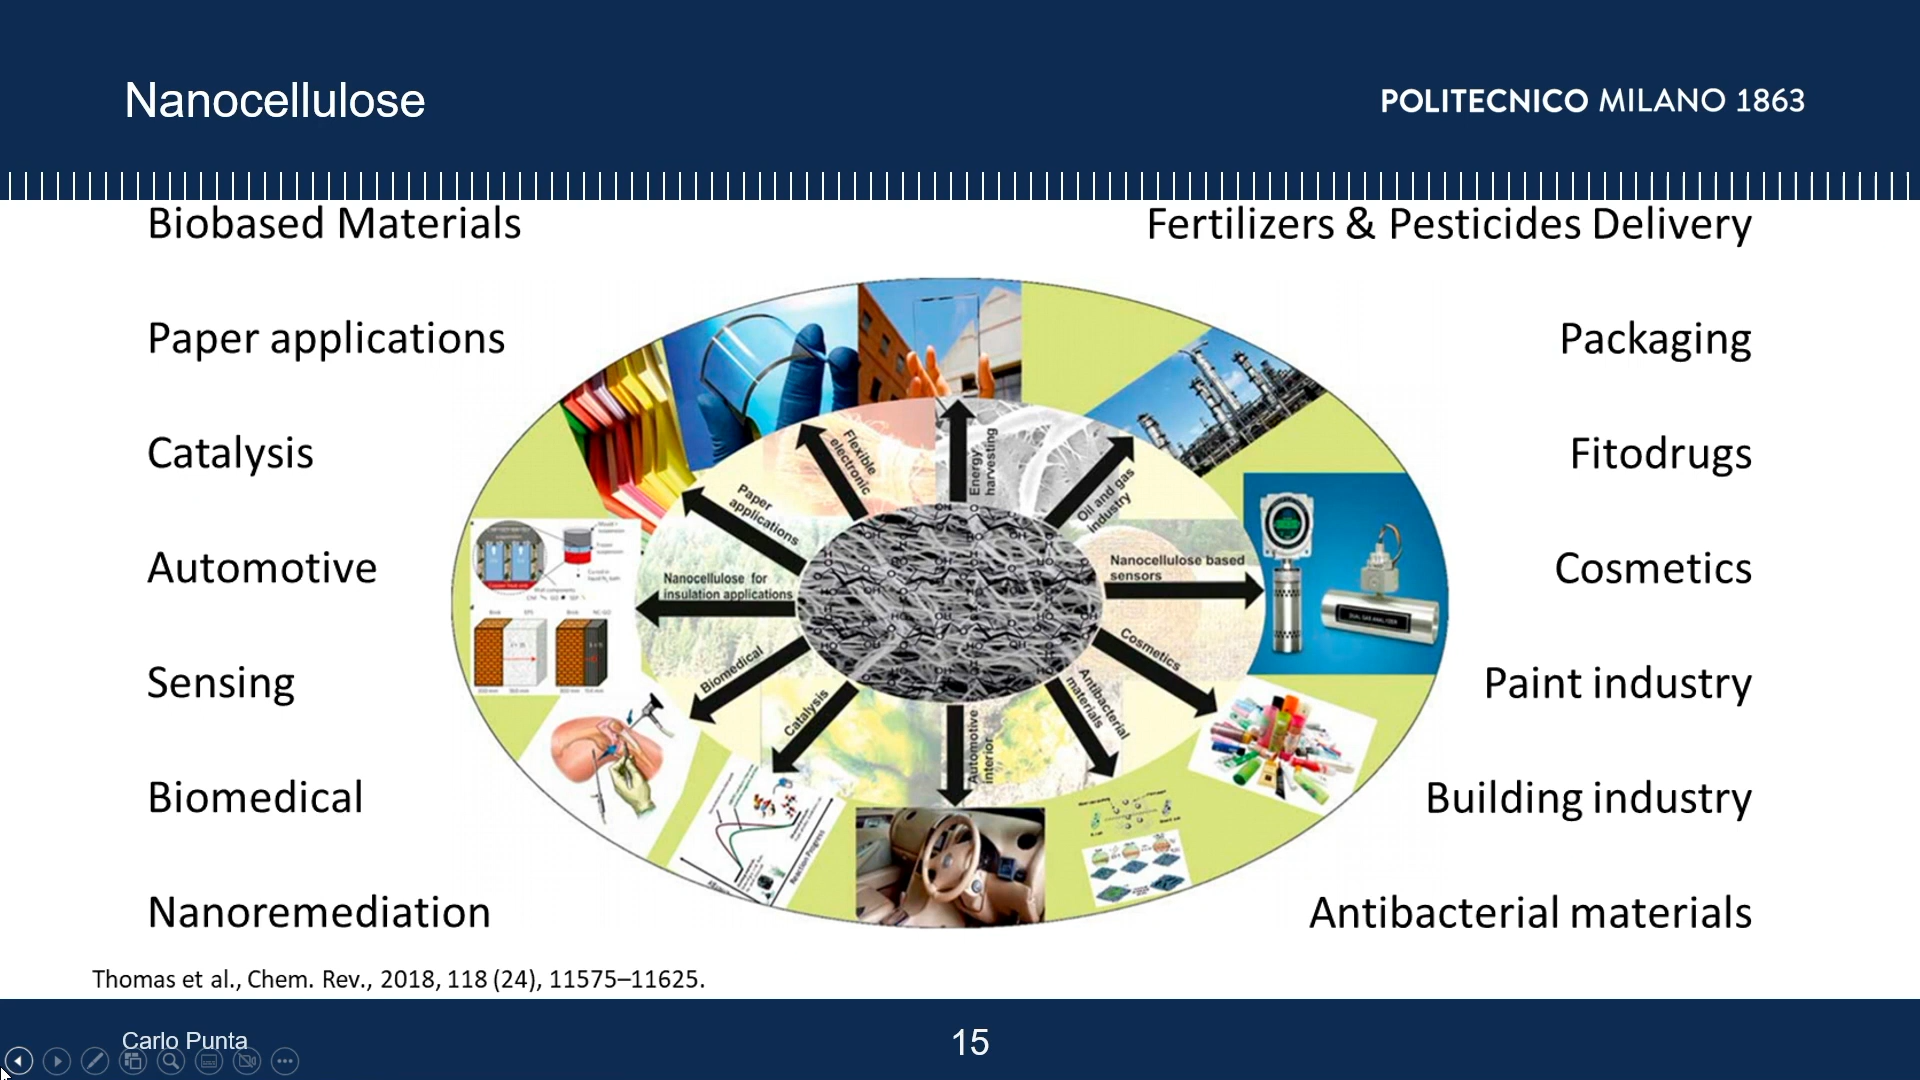 Nanocellulose
POLITECNICO MILANO 1863
Biobased Materials
Fertilizers & Pesticides Delivery
Paper applications
Packaging
Catalysis
Fitodrugs
Automotive
Cosmetics
Sensing
Paint industry
Biomedical
Building industry
Nanoremediation
Antibacterial materials
Flexible
electronic
Energy
harvesting
Oil and gas
industry
Paper
applications
Nanocellulose based
sensors
Nanocellulose for
insulation applications
Cosmetics
Biomedical
Antibacterial
materials
Catalysis
Automotive
interior
Reaction Progress
Thomas et al., Chem. Rev., 2018, 118 (24), 11575–11625.
Carlo Punta
15